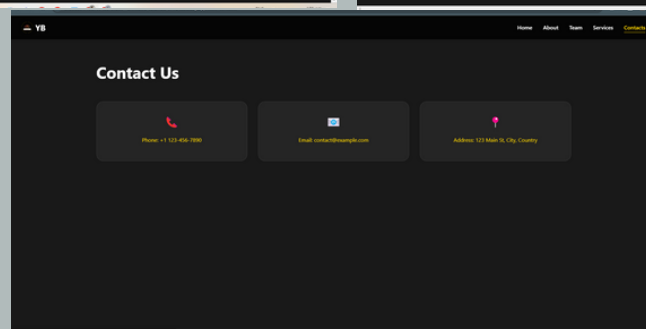 YB
Home About Team Services Contacts
Contact Us
Phone: +1 123-456-7890
Email: contact@example.com
Address: 123 Main St, City, Country